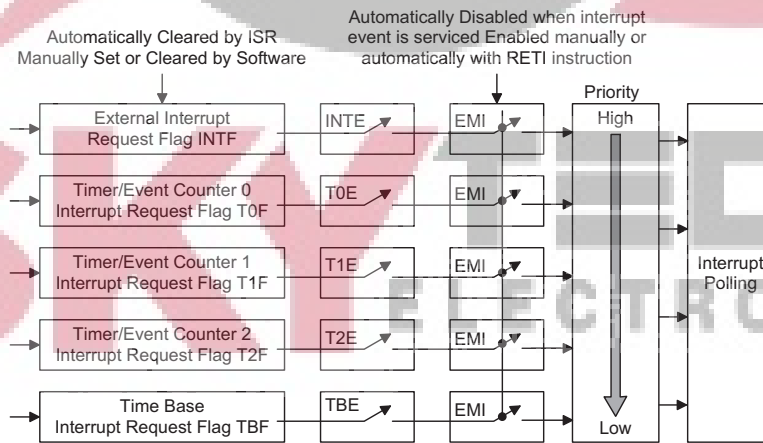 Automatically Cleared by ISR
Manually Set or Cleared by Software
Automatically Disabled when interrupt
event is serviced Enabled manually or
automatically with RETI instruction
Priority
External Interrupt
Request Flag INTF
INTE
EMI
High
Timer/Event Counter 0
Interrupt Request Flag T0F
T0E
EMI
Timer/Event Counter 1
Interrupt Request Flag T1F
T1E
EMI
Interrupt
Polling
Timer/Event Counter 2
Interrupt Request Flag T2F
T2E
EMI
Time Base
Interrupt Request Flag TBF
TBE
EMI
Low
SKYTED
ELECTRO